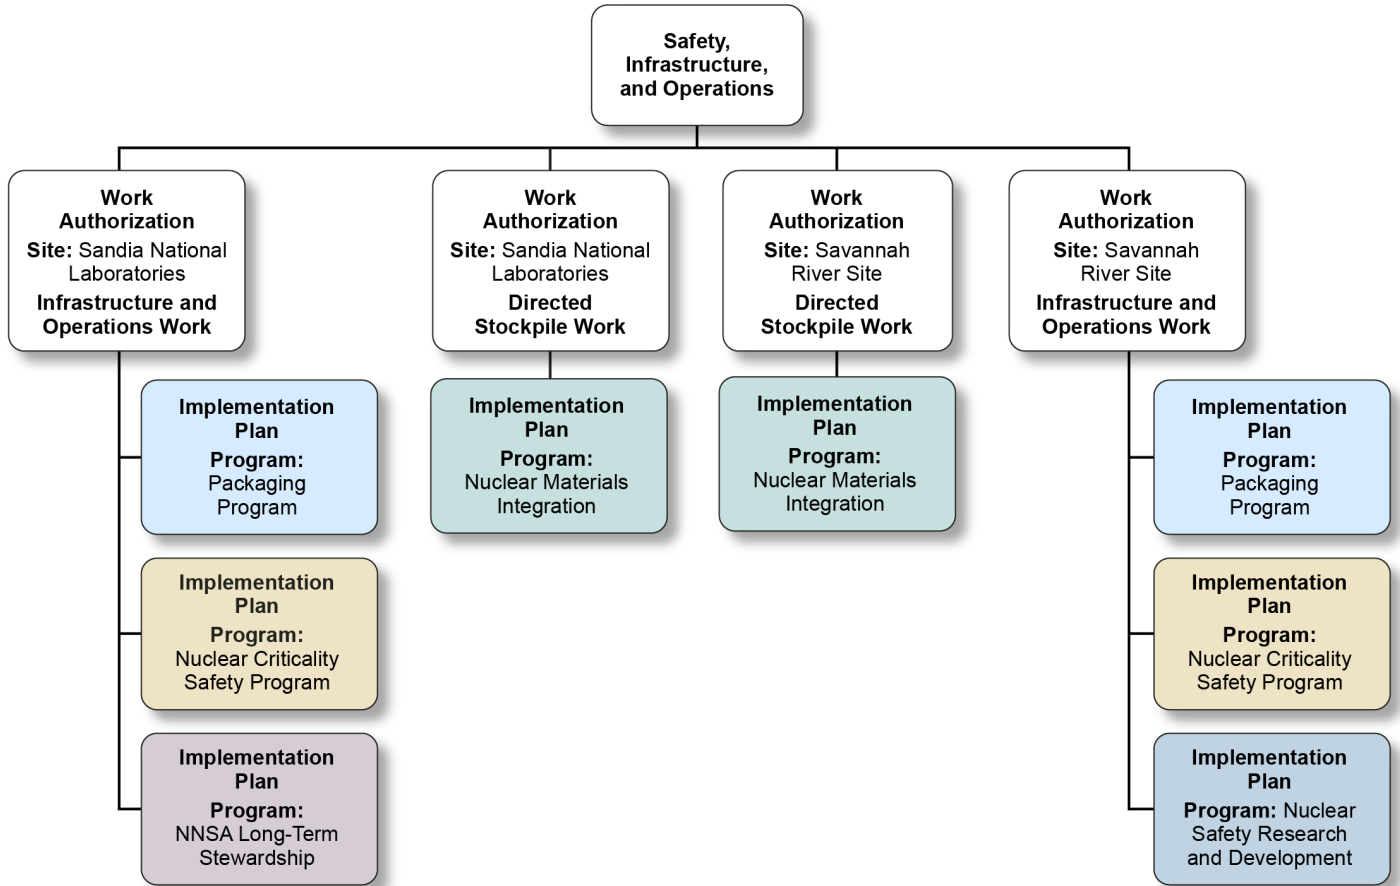 Safety,
Infrastructure,
and Operations
Work
Authorization
Site: Sandia National
Laboratories
Infrastructure and
Operations Work
Work
Authorization
Site: Sandia National
Laboratories
Directed
Stockpile Work
Work
Authorization
Site: Savannah
River Site
Directed
Stockpile Work
Work
Authorization
Site: Savannah
River Site
Infrastructure and
Operations Work
Implementation
Plan
Program:
Packaging
Program
Implementation
Plan
Program:
Nuclear Materials
Integration
Implementation
Plan
Program:
Nuclear Materials
Integration
Implementation
Plan
Program:
Packaging
Program
Implementation
Plan
Program:
Nuclear Criticality
Safety Program
Implementation
Plan
Program:
Nuclear Criticality
Safety Program
Implementation
Plan
Program:
NNSA Long-Term
Stewardship
Implementation
Plan
Program: Nuclear
Safety Research
and Development